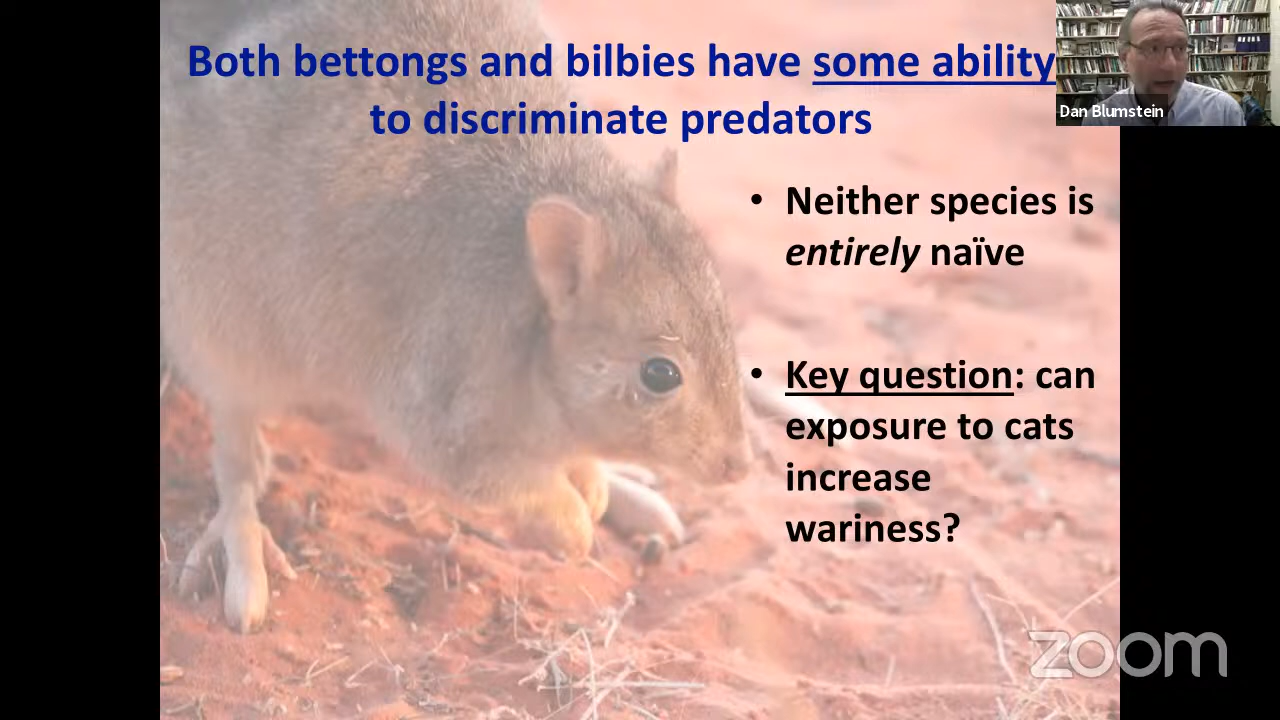 Both bettongs and bilbies have some ability
to discriminate predators
Dan Blumstein
• Neither species is
entirely naïve
• Key question: can
exposure to cats
increase
wariness?
zoom